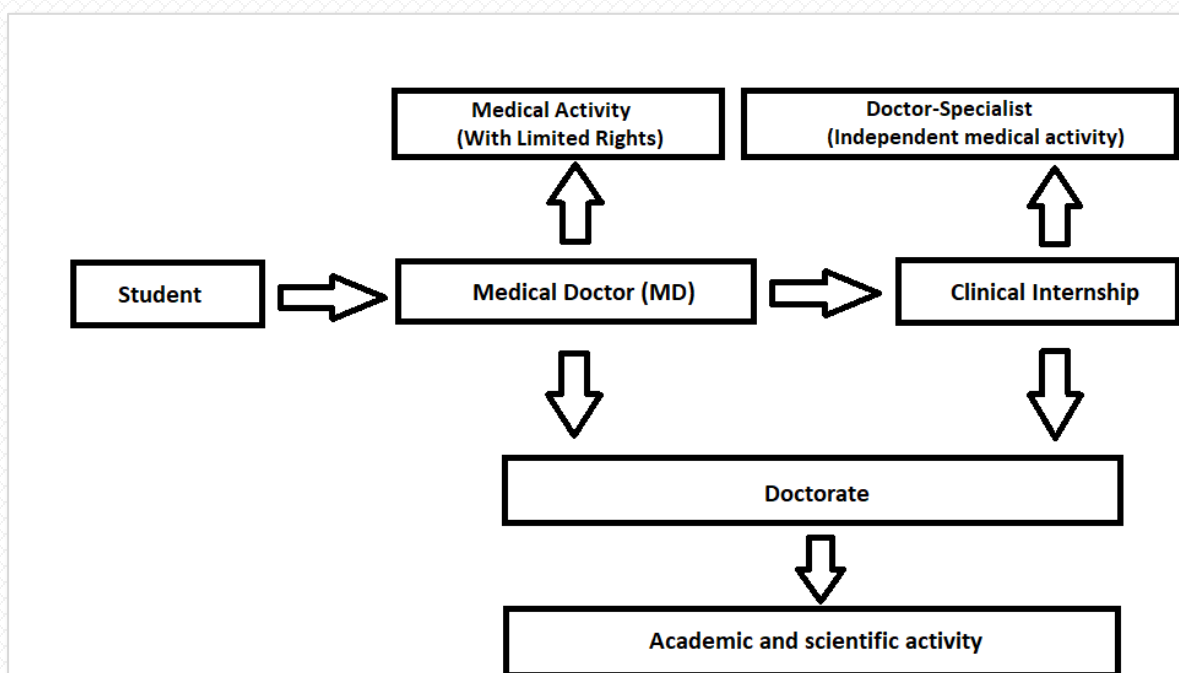 Medical Activity
(With Limited Rights)
Doctor-Specialist
(Independent medical activity)
Student
Medical Doctor (MD)
Clinical Internship
Doctorate
Academic and scientific activity